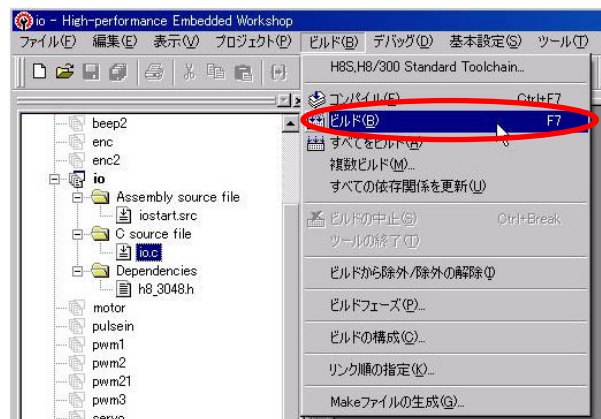 io - High-performance Embedded Workshop
ファイル(F) 編集(E) 表示(V) プロジェクト(P) ビルド(B) デバッグ(D) 基本設定(S) ツール(T)
H8S,H8/300 Standard Toolchain...
コンパイル(F) Ctrl+F7
ビルド(B) F7
すべてをビルド(A)
複数ビルド(M)...
すべての依存関係を更新(U)
ビルドの中止(S) Ctrl+Break
ツールの終了(T)
ビルドから除外/除外の解除(I)
ビルドフェーズ(P)...
ビルドの構成(C)...
リンク順の指定(K)...
Makeファイルの生成(G)...
beep2
enc
enc2
io
Assembly source file
iostart.src
C source file
io.c
Dependencies
h8_3048.h
motor
pulsein
pwm1
pwm2
pwm21
pwm3
servo